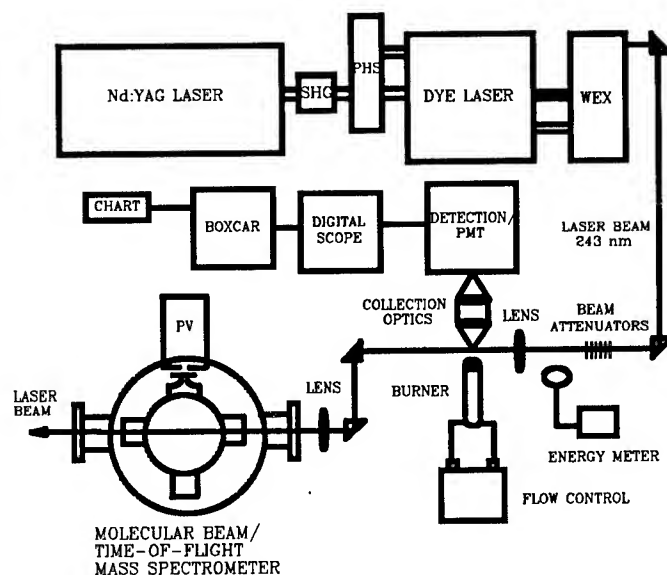 Nd:YAG LASER
SHG
PHS
DYE LASER
WEX
CHART
BOXCAR
DIGITAL
SCOPE
DETECTION/
PMT
LASER BEAM
243 nm
COLLECTION
OPTICS
LENS
BEAM
ATTENUATORS
PV
LASER
BEAM
LENS
BURNER
ENERGY METER
FLOW CONTROL
MOLECULAR BEAM/
TIME-OF-FLIGHT
MASS SPECTROMETER